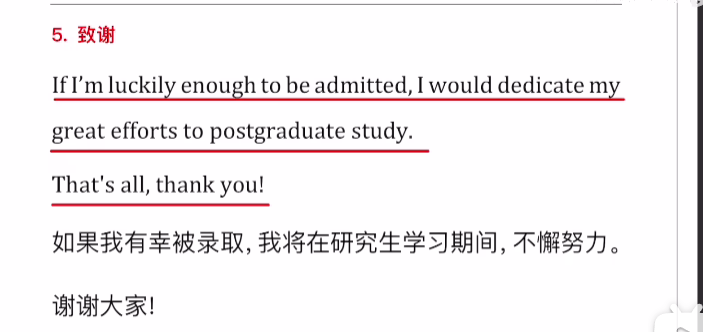 5. 致谢
If I’m luckily enough to be admitted, I would dedicate my
great efforts to postgraduate study.
That's all, thank you!
如果我有幸被录取, 我将在研究生学习期间, 不懈努力。
谢谢大家!